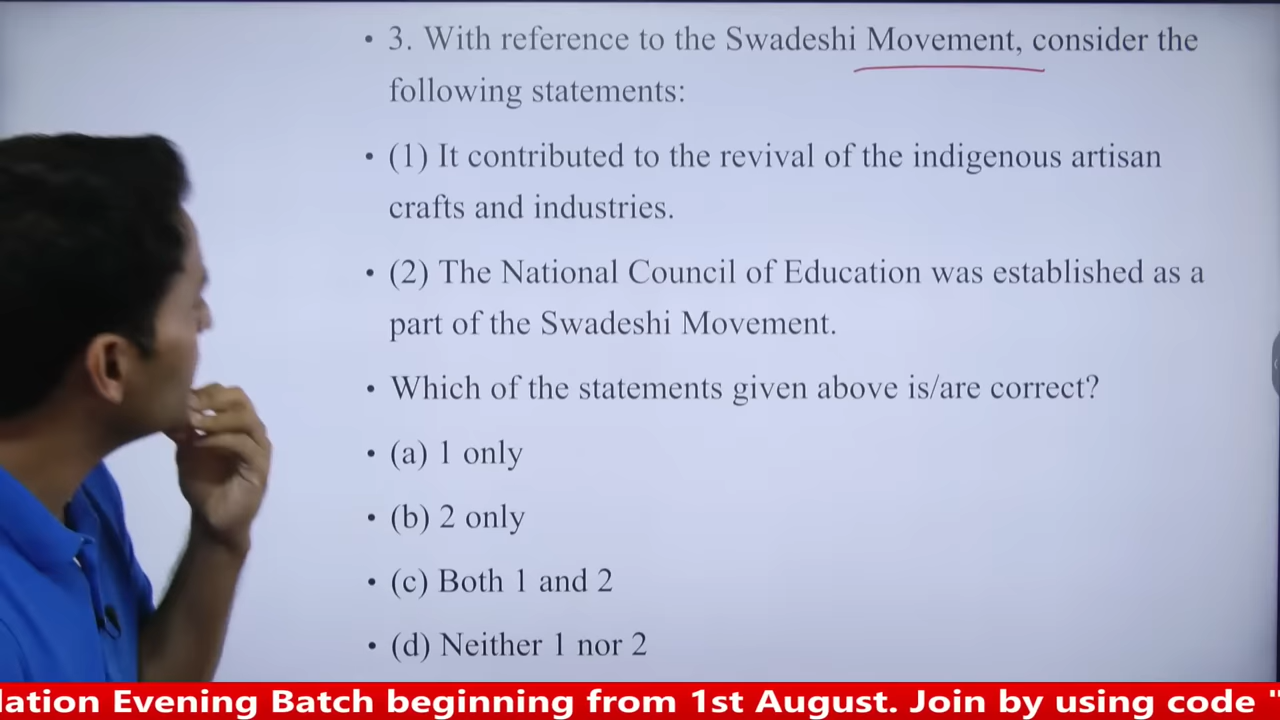 • 3. With reference to the Swadeshi Movement, consider the
following statements:
• (1) It contributed to the revival of the indigenous artisan
crafts and industries.
• (2) The National Council of Education was established as a
part of the Swadeshi Movement.
• Which of the statements given above is/are correct?
• (a) 1 only
• (b) 2 only
• (c) Both 1 and 2
• (d) Neither 1 nor 2
lation Evening Batch beginning from 1st August. Join by using code "